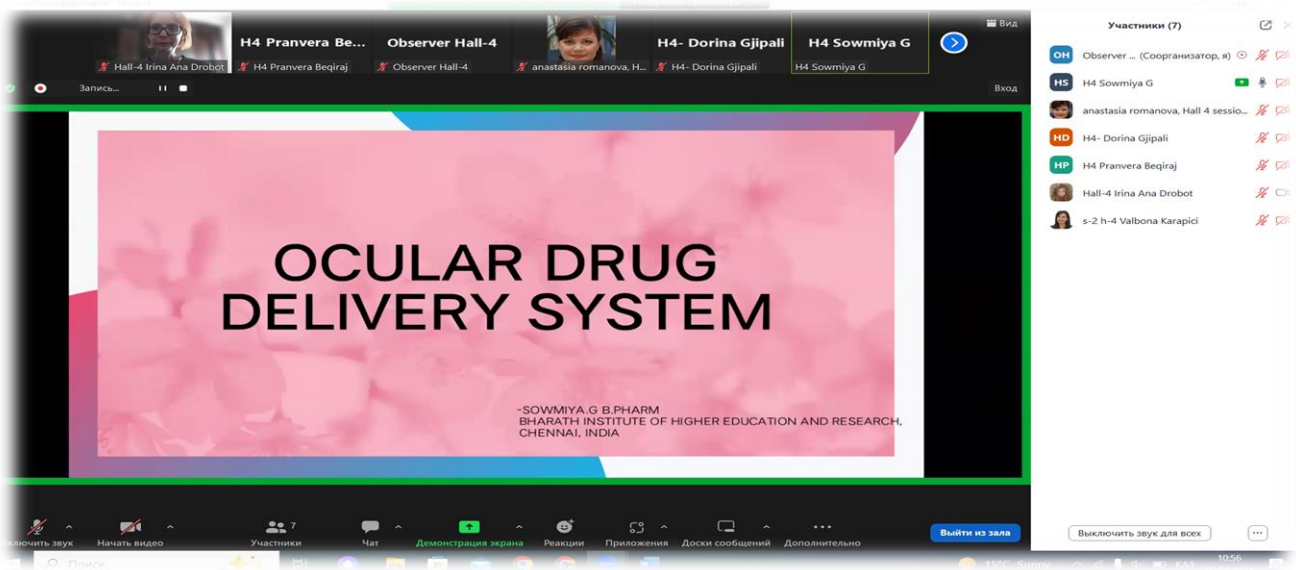 Вид
H4 Pranvera Be...
Observer Hall-4
H4- Dorina Gjipali
H4 Sowmiya G
Hall-4 Irina Ana Drobot
H4 Pranvera Beqiraj
Observer Hall-4
anastasia romanova, H...
H4- Dorina Gjipali
H4 Sowmiya G
Запись...
Вход
OCULAR DRUG
DELIVERY SYSTEM
-SOWMIYA.G B.PHARM
BHARATH INSTITUTE OF HIGHER EDUCATION AND RESEARCH,
CHENNAI, INDIA
Участники (7)
OH Observer ... (Соорганизатор, я)
HS H4 Sowmiya G
anastasia romanova, Hall 4 sessio...
HD H4- Dorina Gjipali
HP H4 Pranvera Beqiraj
Hall-4 Irina Ana Drobot
s-2 h-4 Valbona Karapici
звук
Начать видео
7
Участники
Чат
Демонстрация экрана
Реакции
Приложения
Доски сообщений
Дополнительно
Выйти из зала
Выключить звук для всех
Поиск
15°C Sunny
КАЗ
10:56